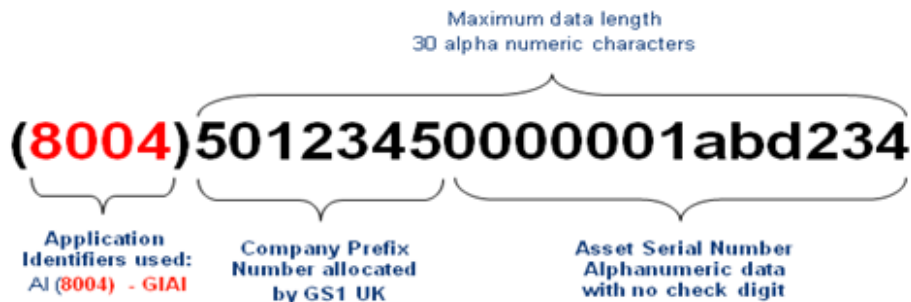 Maximum data length
30 alpha numeric characters
(8004)50123450000001abd234
Application
Identifiers used:
AI (8004) - GIAI
Company Prefix
Number allocated
by GS1 UK
Asset Serial Number
Alphanumeric data
with no check digit